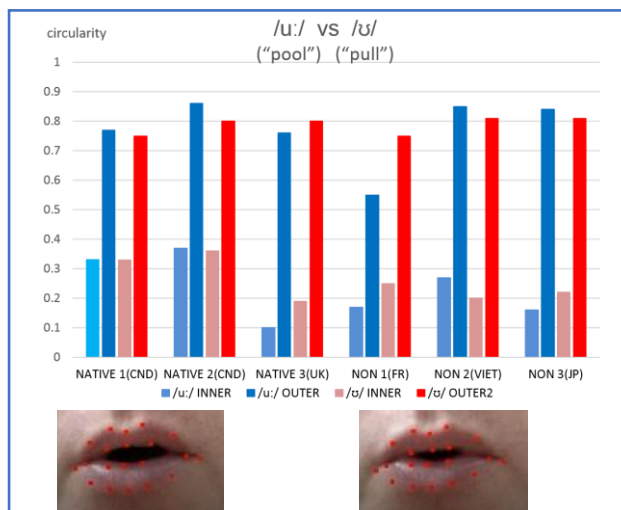 circularity
/uː/ vs /ʊ/
("pool") ("pull")
1
0.9
0.8
0.7
0.6
0.5
0.4
0.3
0.2
0.1
0
NATIVE 1(CND) NATIVE 2(CND) NATIVE 3(UK) NON 1(FR) NON 2(VIET) NON 3(JP)
/u:/ INNER /u:/ OUTER /ʊ/ INNER /ʊ/ OUTER2